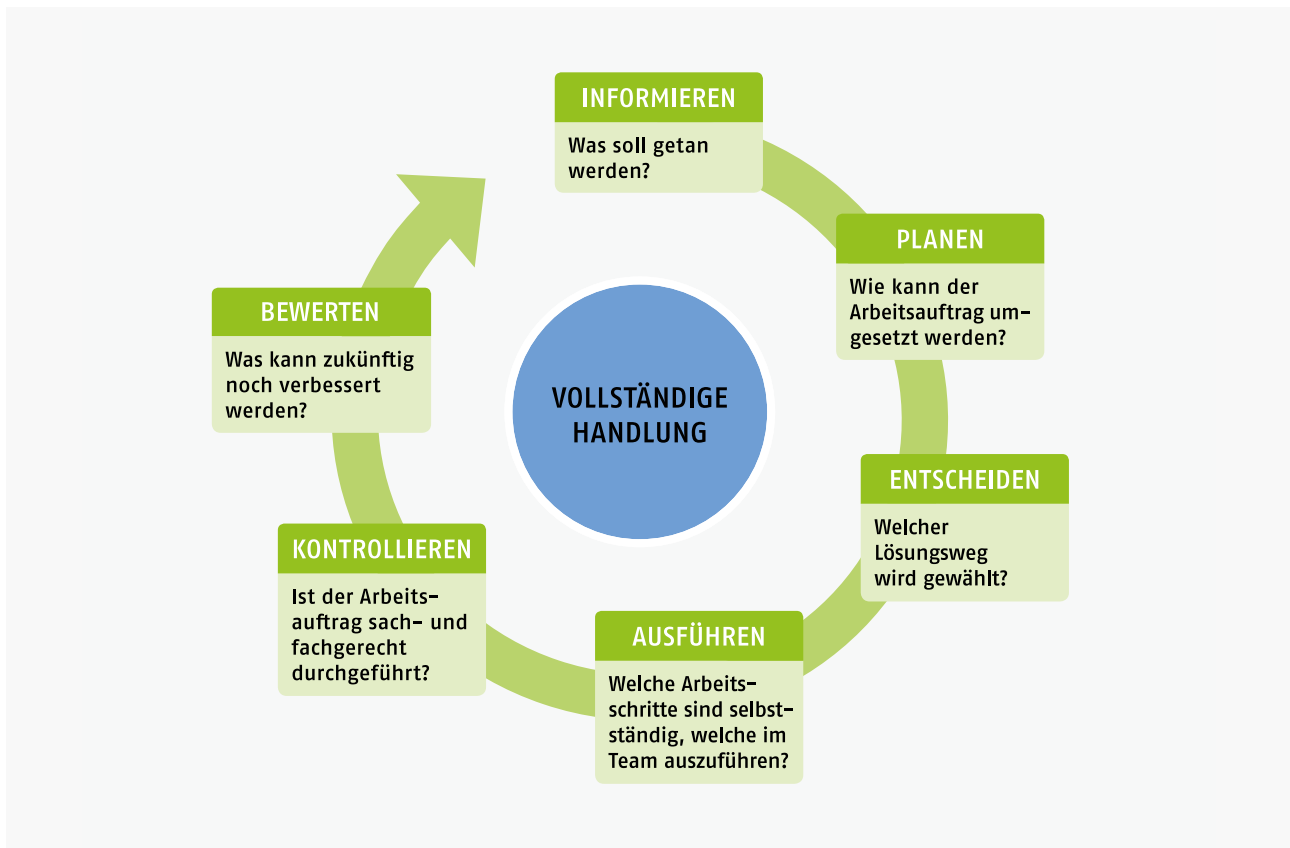 INFORMIEREN
Was soll getan
werden?
PLANEN
Wie kann der
Arbeitsauftrag um-
gesetzt werden?
ENTSCHEIDEN
Welcher
Lösungsweg
wird gewählt?
AUSFÜHREN
Welche Arbeits-
schritte sind selbst-
ständig, welche im
Team auszuführen?
KONTROLLIEREN
Ist der Arbeits-
auftrag sach- und
fachgerecht
durchgeführt?
BEWERTEN
Was kann zukünftig
noch verbessert
werden?
VOLLSTÄNDIGE
HANDLUNG